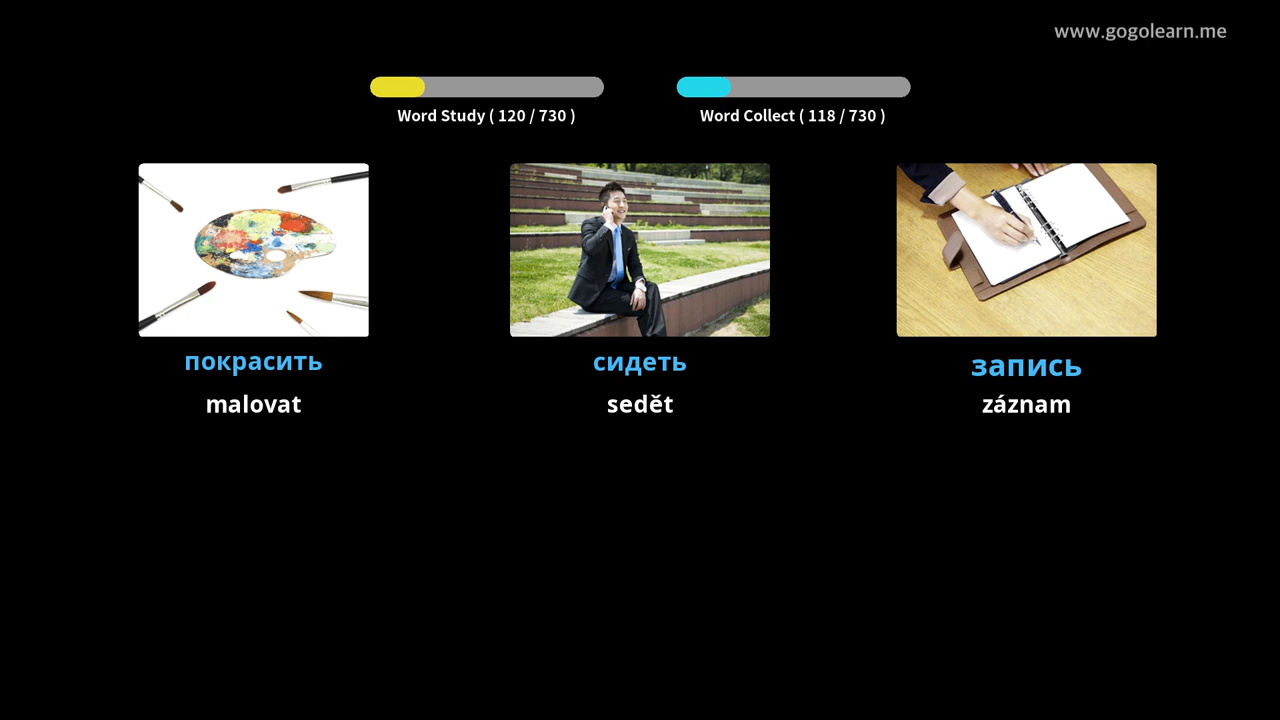 www.gogolearn.me
Word Study ( 120 / 730 )
Word Collect ( 118 / 730 )
покрасить
сидеть
запись
malovat
sedět
záznam